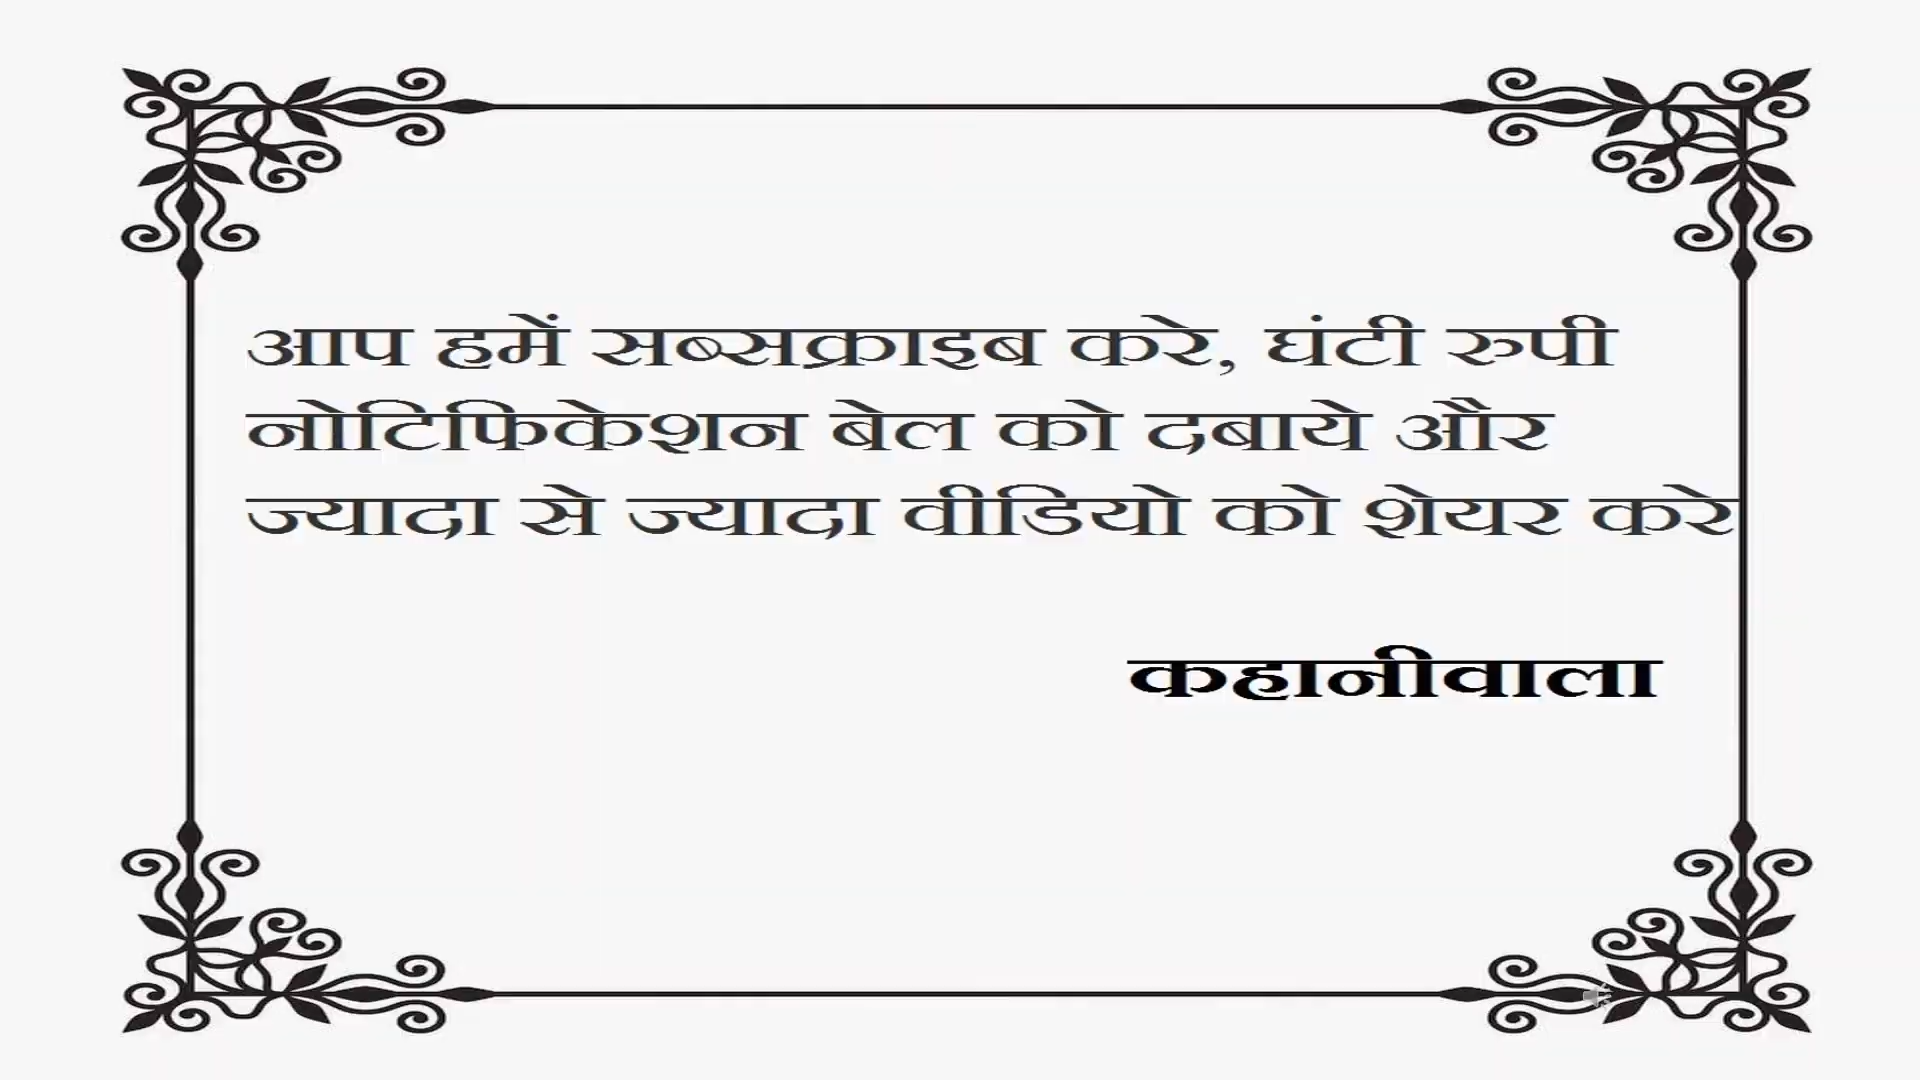 आप हमें सब्सक्राइब करे, घंटी रुपी
नोटिफिकेशन बेल को दबाये और
ज्यादा से ज्यादा वीडियो को शेयर करे
कहानीवाला